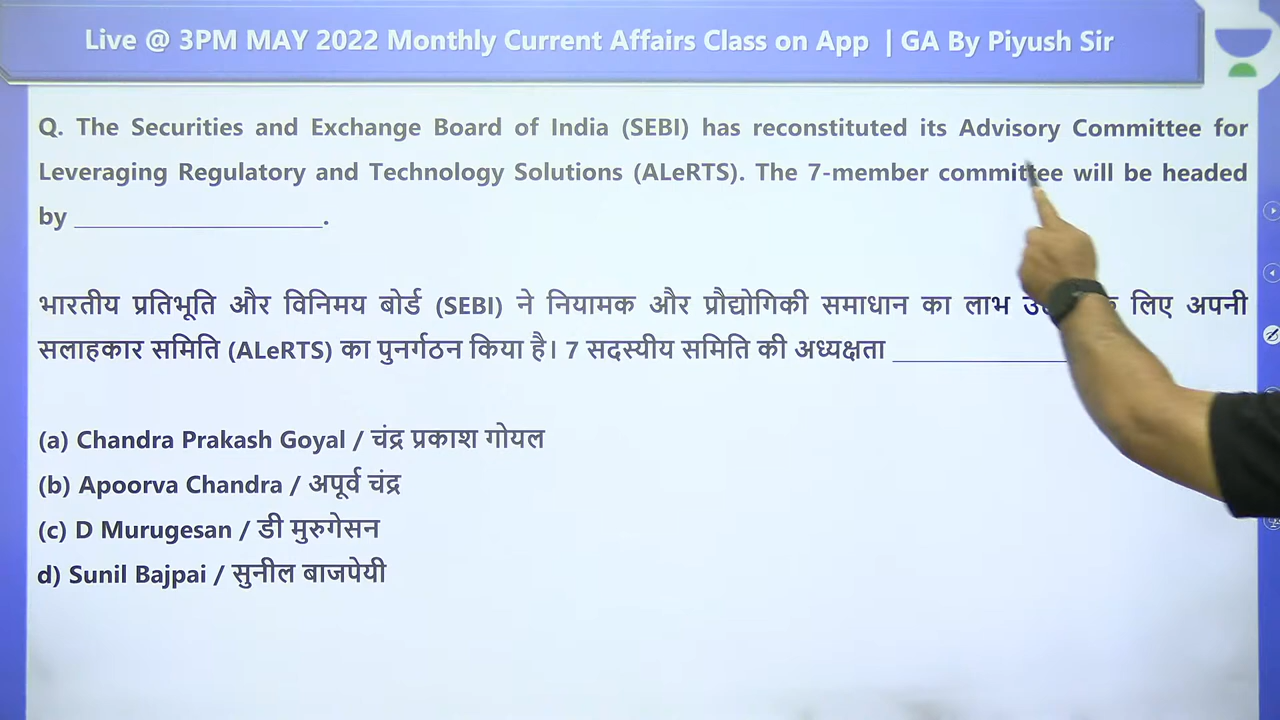 Live @ 3PM MAY 2022 Monthly Current Affairs Class on App | GA By Piyush Sir
Q. The Securities and Exchange Board of India (SEBI) has reconstituted its Advisory Committee for
Leveraging Regulatory and Technology Solutions (ALeRTS). The 7-member committee will be headed
by ____________________.
भारतीय प्रतिभूति और विनिमय बोर्ड (SEBI) ने नियामक और प्रौद्योगिकी समाधान का लाभ लिए अपनी
सलाहकार समिति (ALeRTS) का पुनर्गठन किया है। 7 सदस्यीय समिति की अध्यक्षता ______________
(a) Chandra Prakash Goyal / चंद्र प्रकाश गोयल
(b) Apoorva Chandra / अपूर्व चंद्र
(c) D Murugesan / डी मुरुगेसन
d) Sunil Bajpai / सुनील बाजपेयी